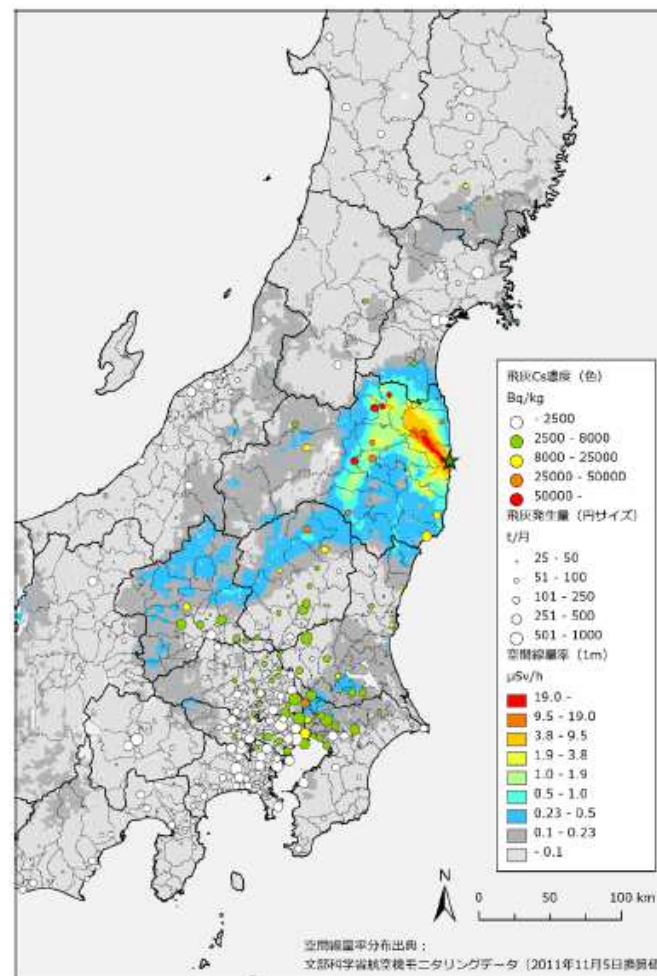 飛灰Cs濃度（色）
Bq/kg
- 2500
2500 - 8000
8000 - 25000
25000 - 50000
50000 -
飛灰発生量（円サイズ）
t/月
25 - 50
51 - 100
101 - 250
251 - 500
501 - 1000
空間線量率（1m）
μSv/h
19.0 -
9.5 - 19.0
3.8 - 9.5
1.9 - 3.8
1.0 - 1.9
0.5 - 1.0
0.23 - 0.5
0.1 - 0.23
- 0.1
N
0 50 100 km
空間線量率分布出典：
文部科学省航空機モニタリングデータ（2011年11月5日換算値